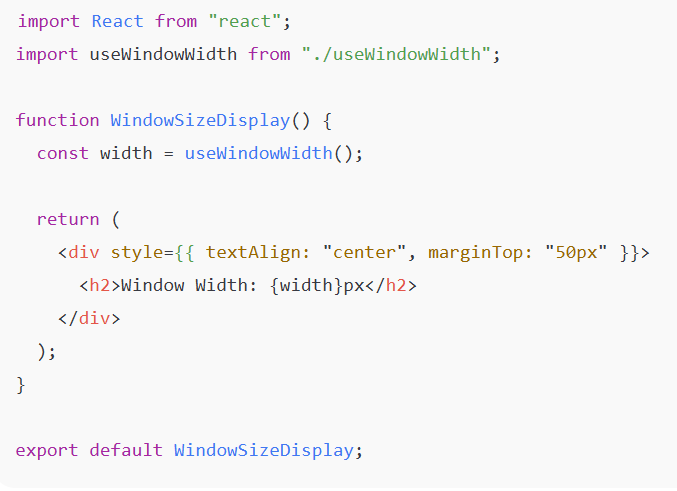 import React from "react";
import useWindowWidth from "./useWindowWidth";

function WindowSizeDisplay() {
  const width = useWindowWidth();

  return (
    <div style={{ textAlign: "center", marginTop: "50px" }}>
      <h2>Window Width: {width}px</h2>
    </div>
  );
}

export default WindowSizeDisplay;